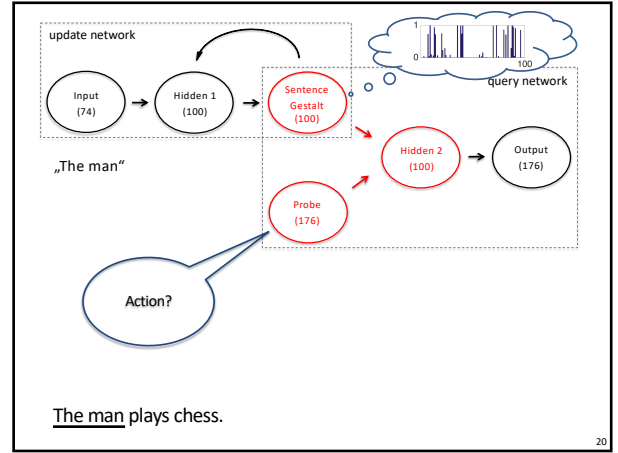 update network
1
0
100
query network
Input
(74)
Hidden 1
(100)
Sentence
Gestalt
(100)
Hidden 2
(100)
Output
(176)
„The man“
Probe
(176)
Action?
The man plays chess.
20